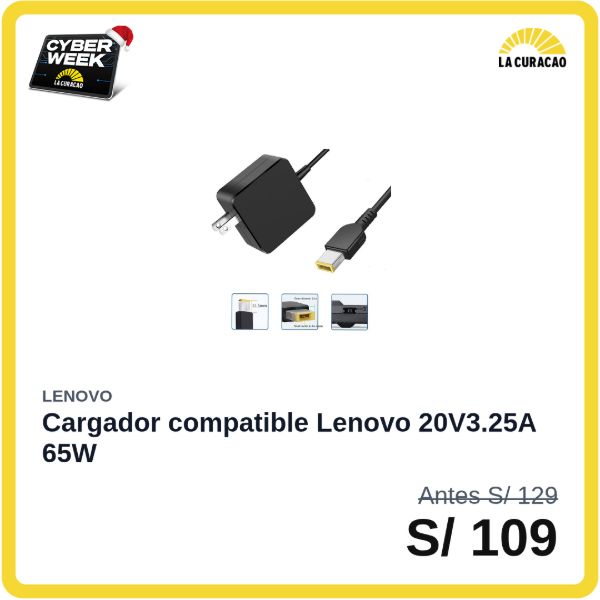 CYBER
WEEK
LA CURACAO
LA CURACAO
LENOVO
Cargador compatible Lenovo 20V3.25A
65W
Antes S/ 129
S/ 109